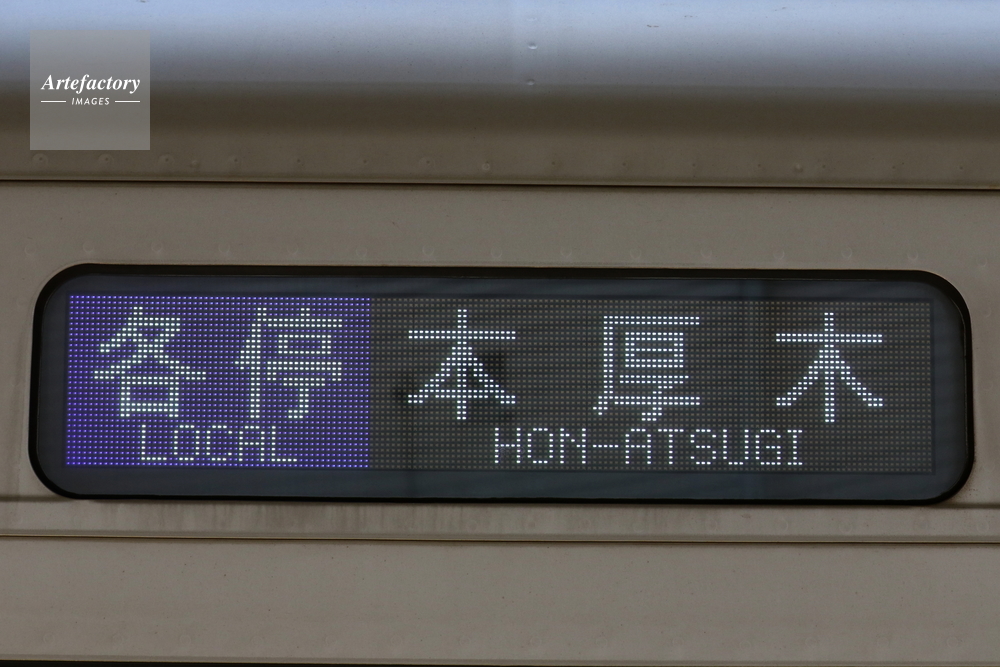 Artefactory
IMAGES
各停 本厚木
LOCAL HON-ATSUGI